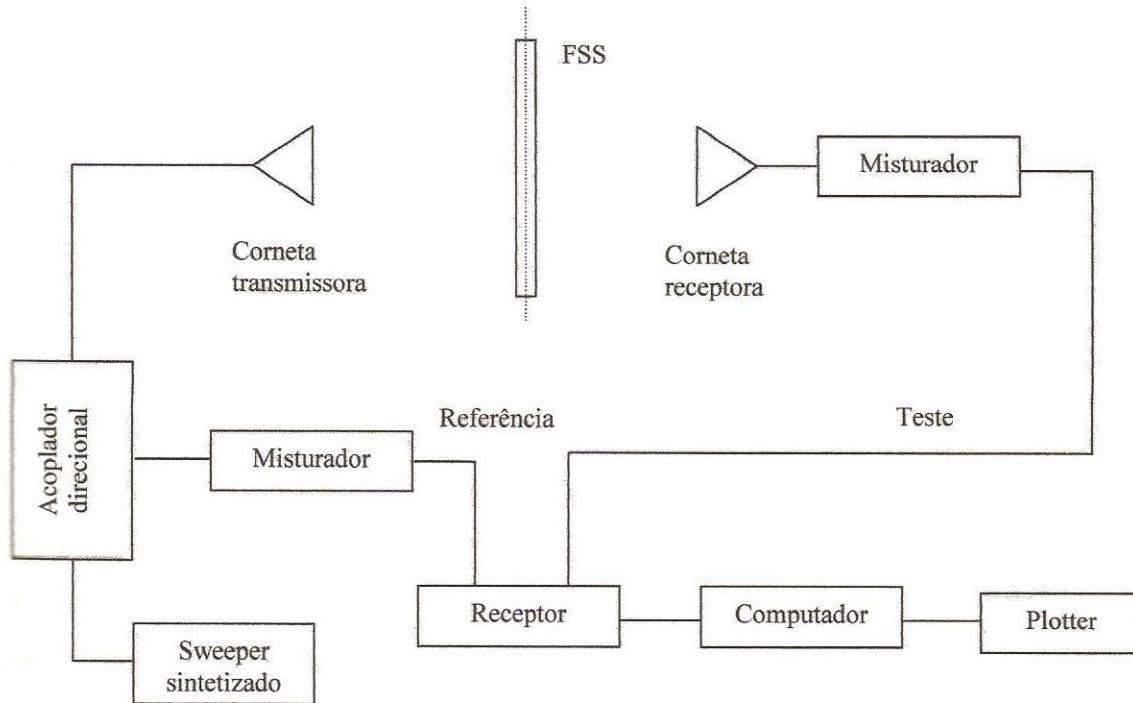 FSS
Misturador
Corneta
transmissora
Corneta
receptora
Acoplador
direcional
Referência
Teste
Misturador
Receptor
Computador
Plotter
Sweeper
sintetizado